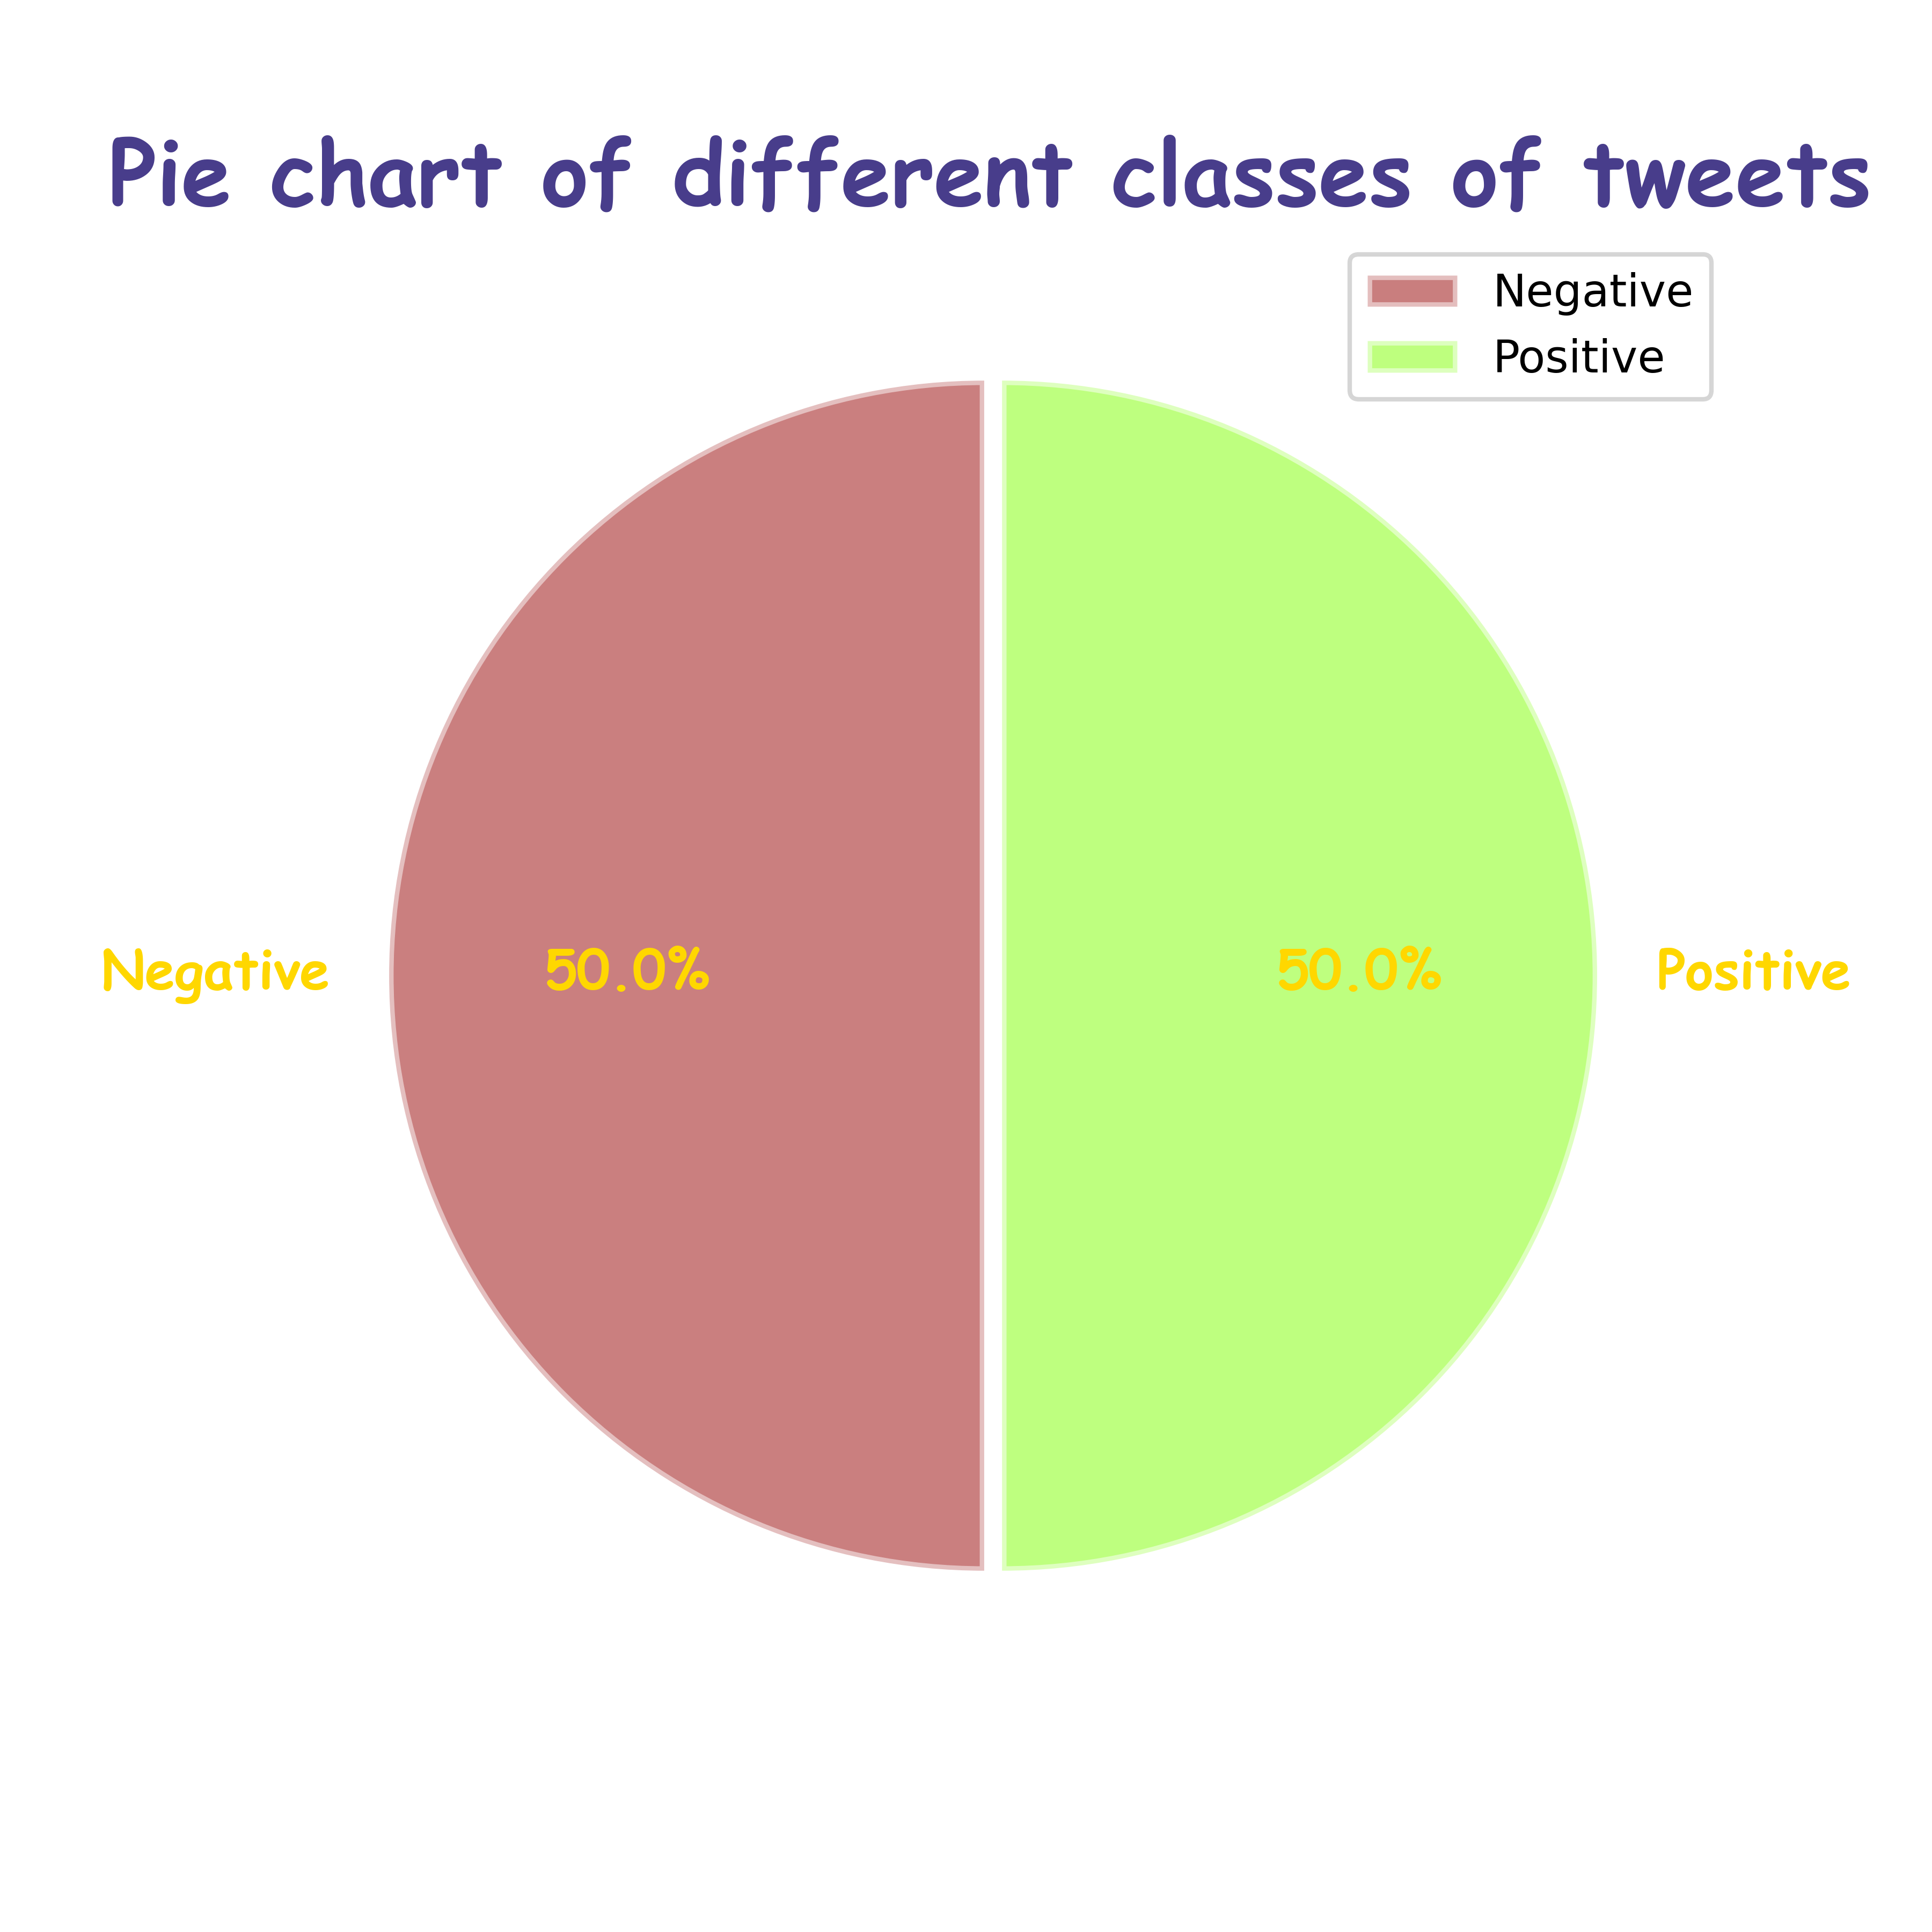 Pie chart of different classes of tweets
Negative
Positive
Negative 50.0% 50.0% Positive